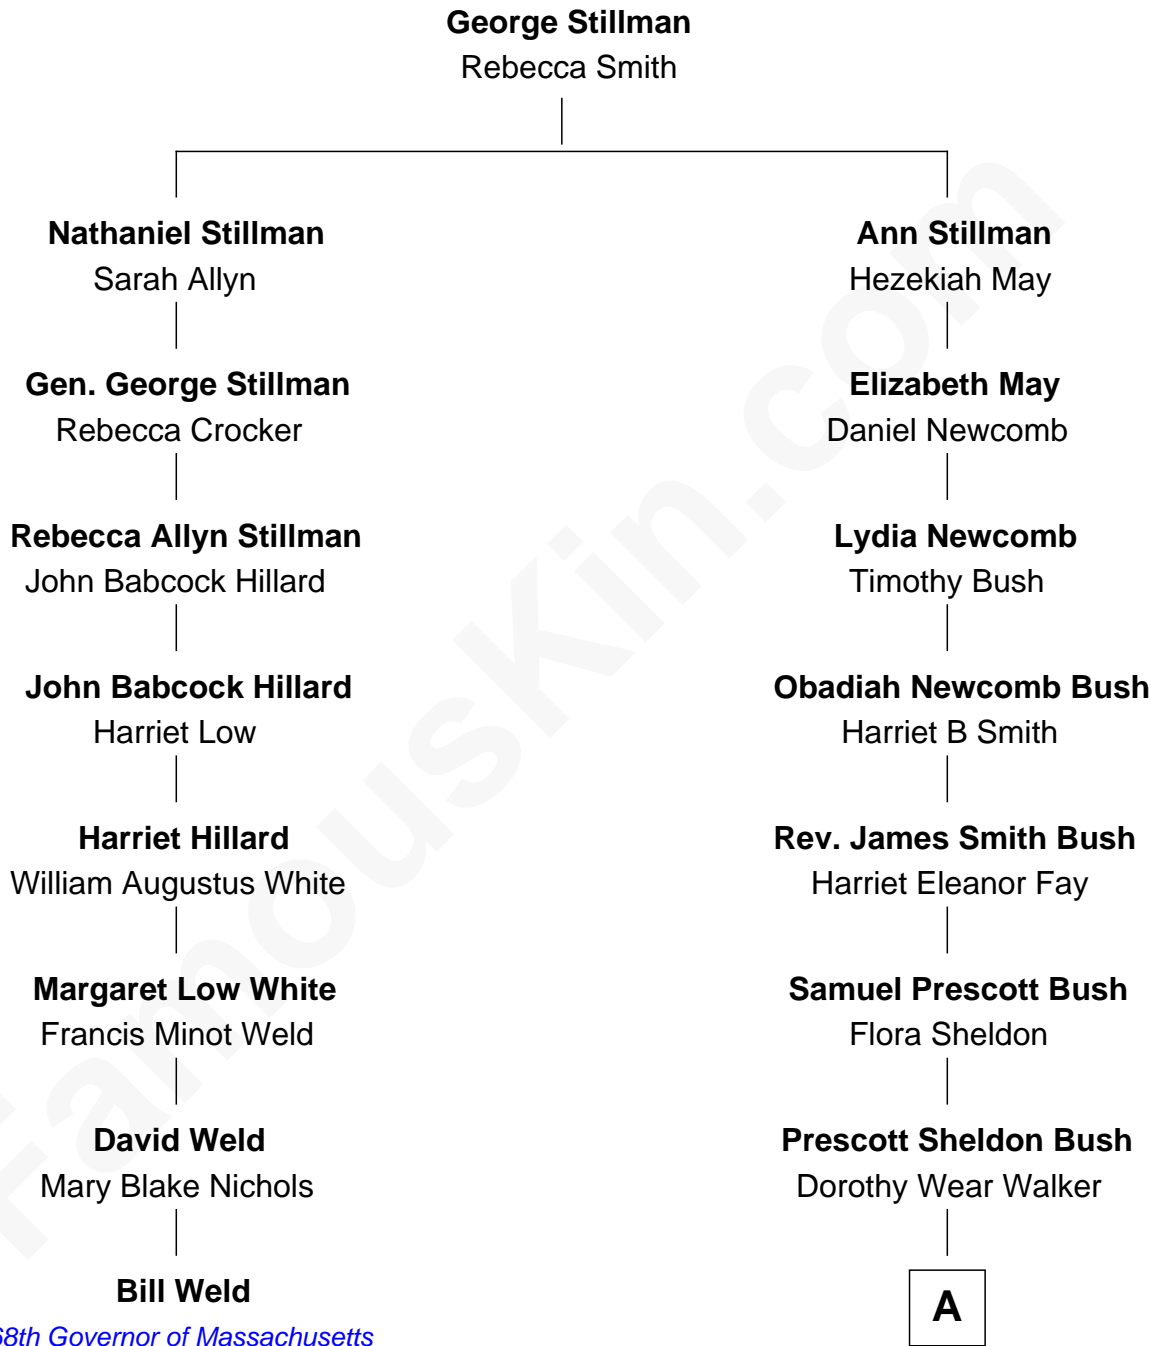 George Stillman
Rebecca Smith
Nathaniel Stillman
Sarah Allyn
Ann Stillman
Hezekiah May
Gen. George Stillman
Rebecca Crocker
Elizabeth May
Daniel Newcomb
Rebecca Allyn Stillman
John Babcock Hillard
Lydia Newcomb
Timothy Bush
John Babcock Hillard
Harriet Low
Obadiah Newcomb Bush
Harriet B Smith
Harriet Hillard
William Augustus White
Rev. James Smith Bush
Harriet Eleanor Fay
Margaret Low White
Francis Minot Weld
Samuel Prescott Bush
Flora Sheldon
David Weld
Mary Blake Nichols
Prescott Sheldon Bush
Dorothy Wear Walker
Bill Weld
68th Governor of Massachusetts
A
FamousKin.com